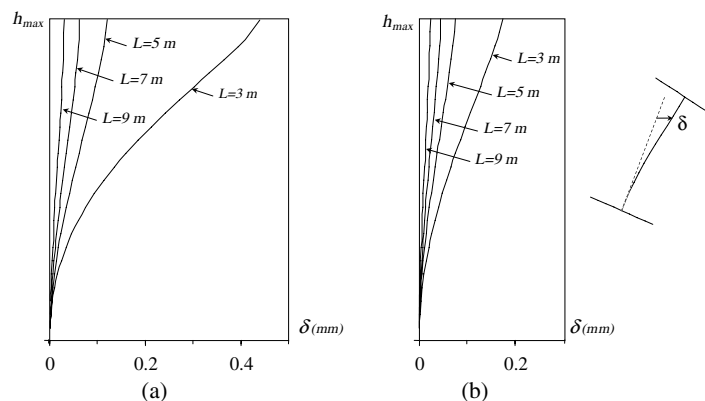 h_max
L=5 m
L=7 m
L=3 m
L=9 m
δ (mm)
0
0.2
0.4
(a)
h_max
L=3 m
L=5 m
L=7 m
L=9 m
δ (mm)
0
0.2
(b)
δ